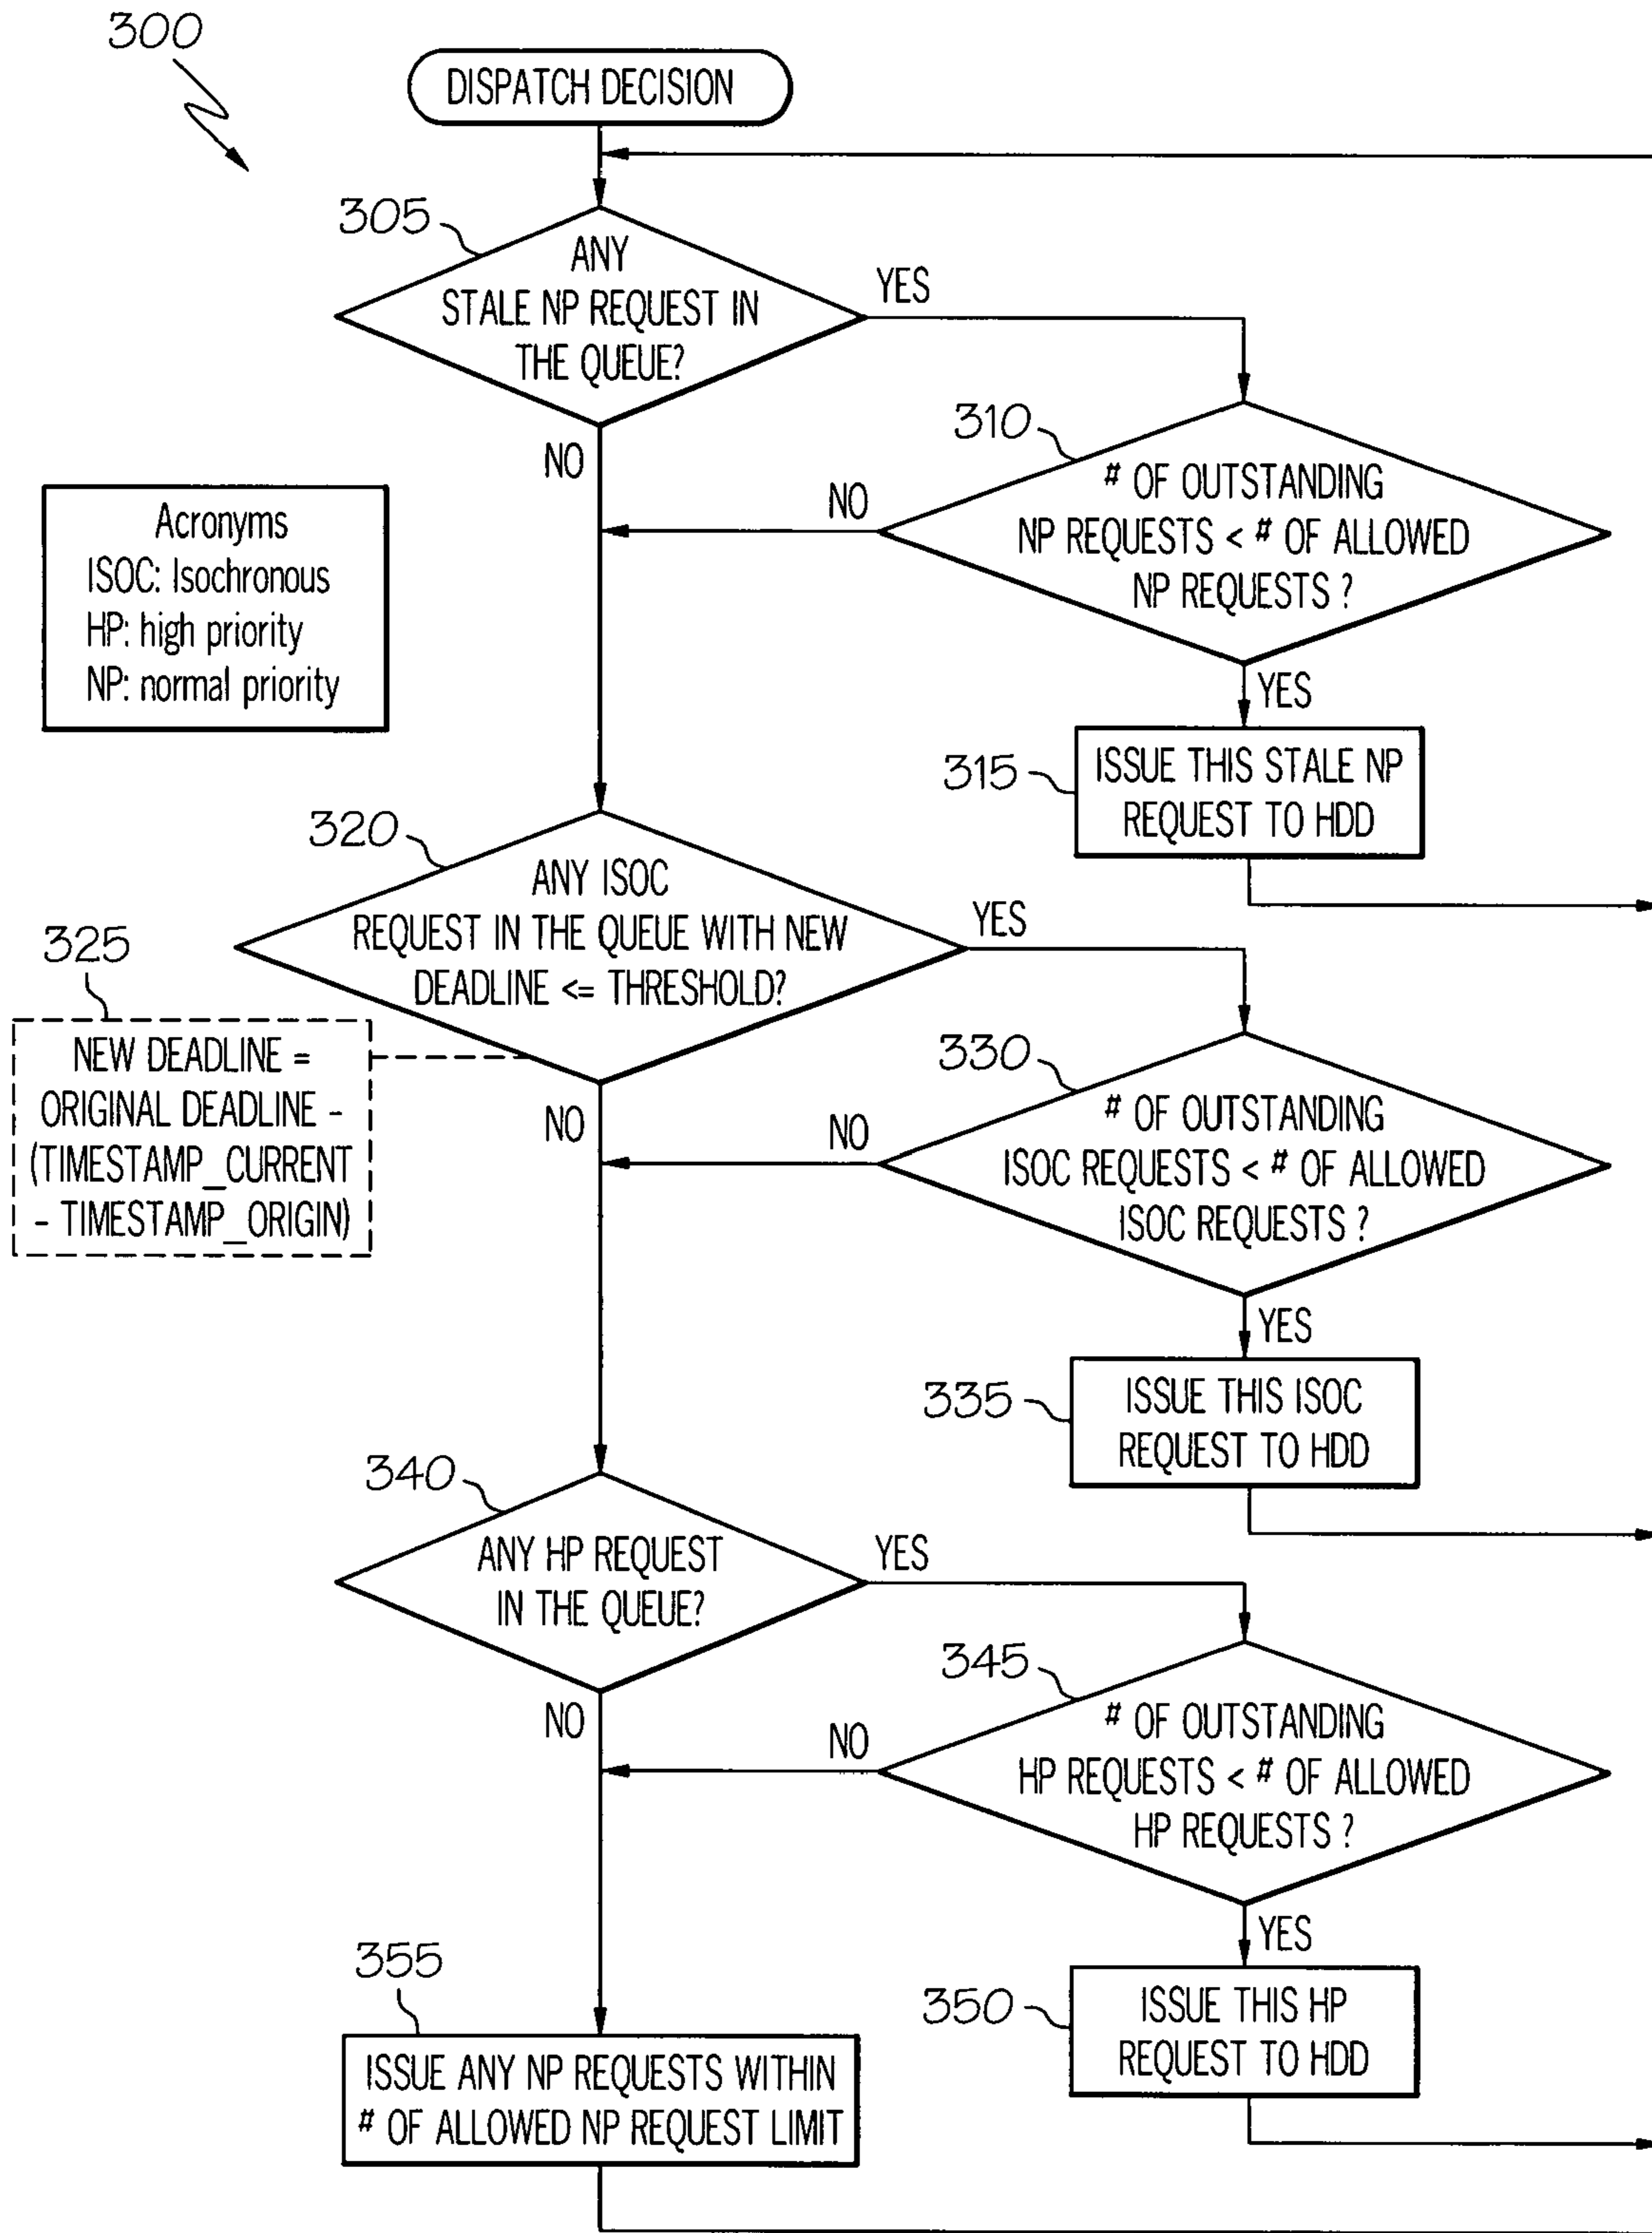 300
DISPATCH DECISION
305
ANY
STALE NP REQUEST IN
THE QUEUE?
YES
NO
310
# OF OUTSTANDING
NP REQUESTS < # OF ALLOWED
NP REQUESTS ?
NO
YES
Acronyms
ISOC: Isochronous
HP: high priority
NP: normal priority
315
ISSUE THIS STALE NP
REQUEST TO HDD
320
ANY ISOC
REQUEST IN THE QUEUE WITH NEW
DEADLINE <= THRESHOLD?
YES
NO
325
NEW DEADLINE =
ORIGINAL DEADLINE -
(TIMESTAMP_CURRENT
- TIMESTAMP_ORIGIN)
330
# OF OUTSTANDING
ISOC REQUESTS < # OF ALLOWED
ISOC REQUESTS ?
NO
YES
335
ISSUE THIS ISOC
REQUEST TO HDD
340
ANY HP REQUEST
IN THE QUEUE?
YES
NO
345
# OF OUTSTANDING
HP REQUESTS < # OF ALLOWED
HP REQUESTS ?
NO
YES
350
ISSUE THIS HP
REQUEST TO HDD
355
ISSUE ANY NP REQUESTS WITHIN
# OF ALLOWED NP REQUEST LIMIT